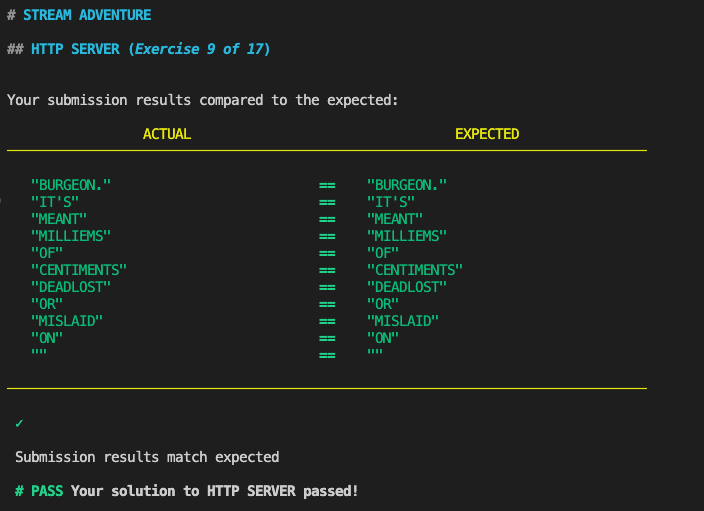 # STREAM ADVENTURE
## HTTP SERVER (Exercise 9 of 17)
Your submission results compared to the expected:
ACTUAL EXPECTED
"BURGEON." == "BURGEON."
"IT'S" == "IT'S"
"MEANT" == "MEANT"
"MILLIEMS" == "MILLIEMS"
"OF" == "OF"
"CENTIMENTS" == "CENTIMENTS"
"DEADLOST" == "DEADLOST"
"OR" == "OR"
"MISLAID" == "MISLAID"
"ON" == "ON"
"" == ""
✓
Submission results match expected
# PASS Your solution to HTTP SERVER passed!